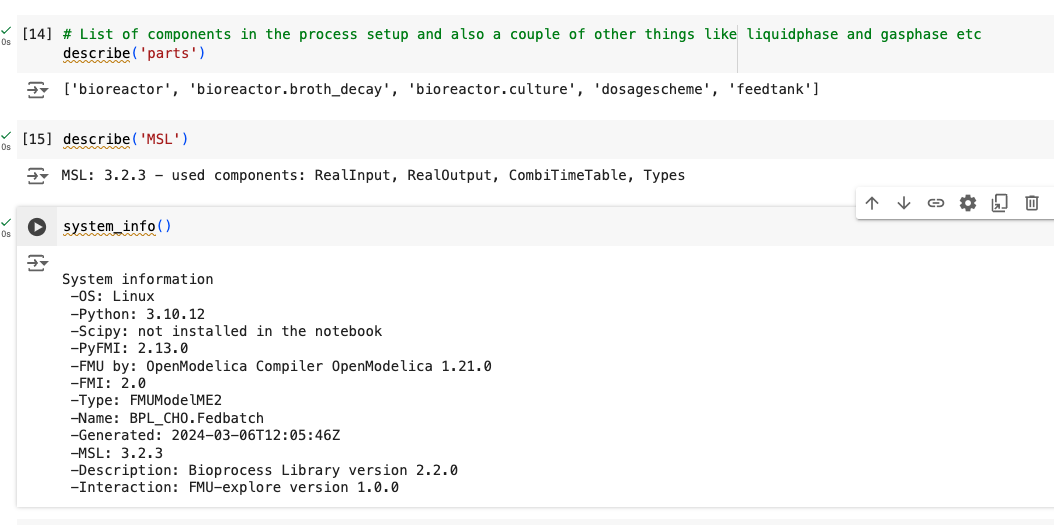 [14] # List of components in the process setup and also a couple of other things like liquidphase and gasphase etc
0s
describe('parts')
['bioreactor', 'bioreactor.broth_decay', 'bioreactor.culture', 'dosagescheme', 'feedtank']
[15] describe('MSL')
0s
MSL: 3.2.3 – used components: RealInput, RealOutput, CombiTimeTable, Types
system_info()
0s
System information
–OS: Linux
–Python: 3.10.12
–Scipy: not installed in the notebook
–PyFMI: 2.13.0
–FMU by: OpenModelica Compiler OpenModelica 1.21.0
–FMI: 2.0
–Type: FMUModelME2
–Name: BPL_CHO.Fedbatch
–Generated: 2024-03-06T12:05:46Z
–MSL: 3.2.3
–Description: Bioprocess Library version 2.2.0
–Interaction: FMU-explore version 1.0.0